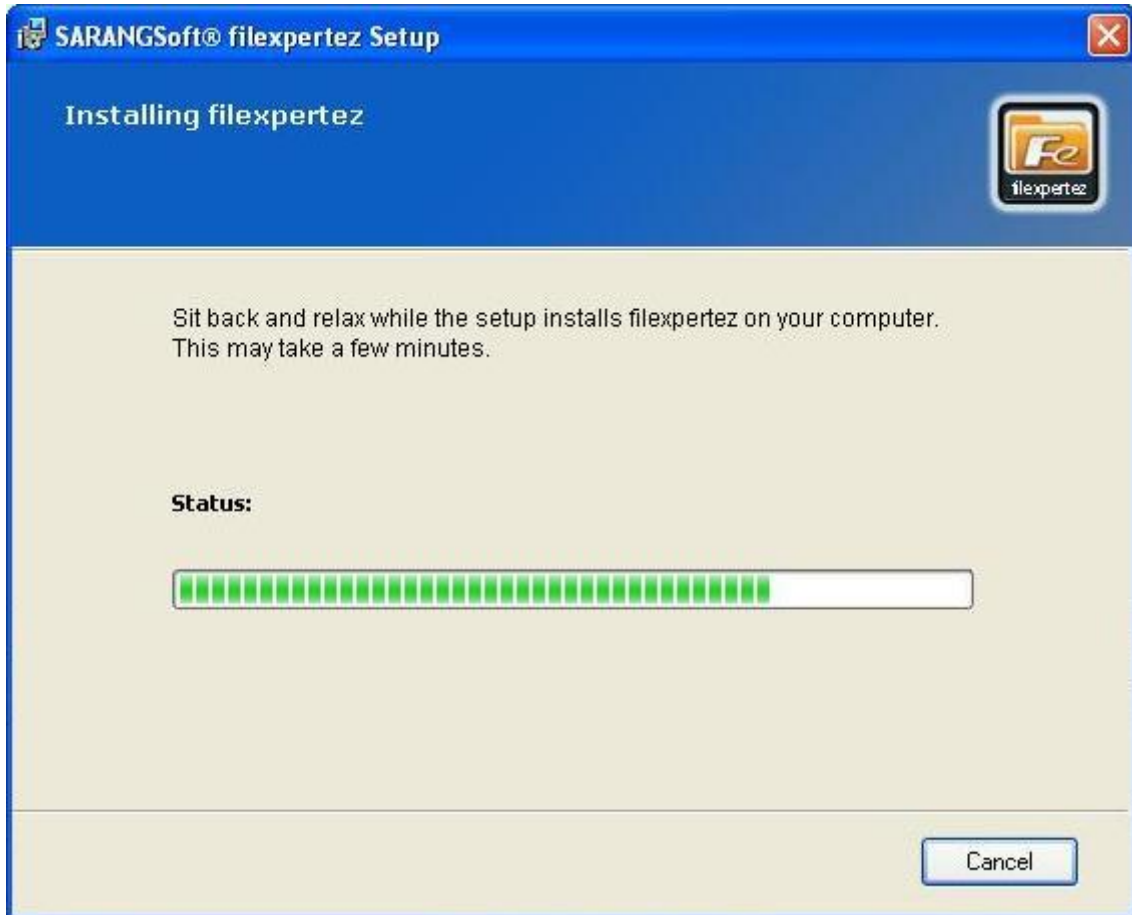 SARANGSoft® filexpertez Setup
Installing filexpertez
Fe
filexpertez
Sit back and relax while the setup installs filexpertez on your computer.
This may take a few minutes.
Status:
Cancel